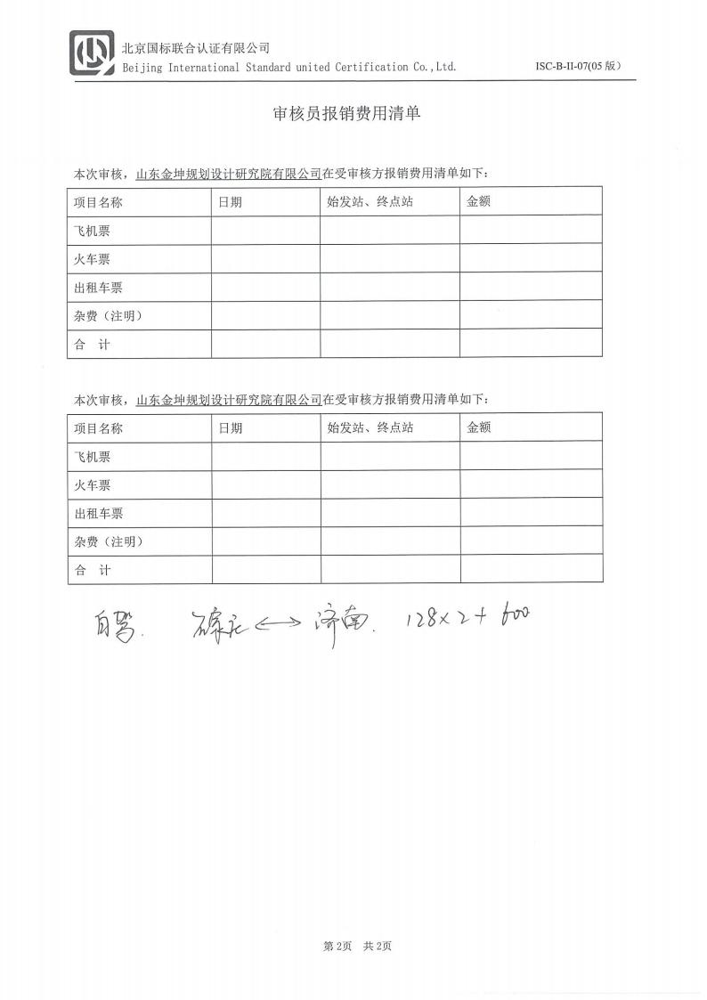 北京国标联合认证有限公司
Beijing International Standard united Certification Co.,Ltd.
ISC-B-II-07(05版）
审核员报销费用清单
本次审核，山东金坤规划设计研究院有限公司在受审核方报销费用清单如下：
项目名称 日期 始发站、终点站 金额
飞机票
火车票
出租车票
杂费（注明）
合 计
本次审核，山东金坤规划设计研究院有限公司在受审核方报销费用清单如下：
项目名称 日期 始发站、终点站 金额
飞机票
火车票
出租车票
杂费（注明）
合 计
自驾. 石家庄 ←→ 济南. 128×2+600
第2页 共2页